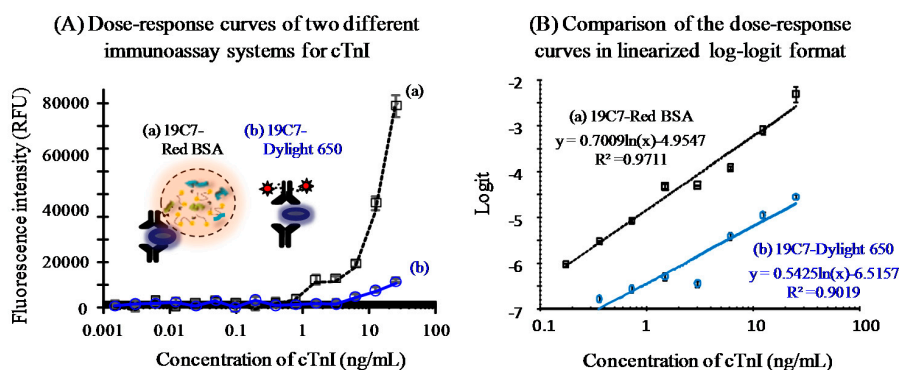 (A) Dose-response curves of two different
immunoassay systems for cTnI
Fluorescence intensity (RFU)
80000
60000
40000
20000
0
0.001
0.01
0.1
1
10
100
Concentration of cTnI (ng/mL)
(a) 19C7-
Red BSA
(b) 19C7-
Dylight 650
(a)
(b)
(B) Comparison of the dose-response
curves in linearized log-logit format
Logit
-2
-3
-4
-5
-6
-7
0.1
1
10
100
Concentration of cTnI (ng/mL)
(a) 19C7-Red BSA
y = 0.7009ln(x)-4.9547
R² = 0.9711
(b) 19C7-Dylight 650
y = 0.5425ln(x)-6.5157
R² = 0.9019